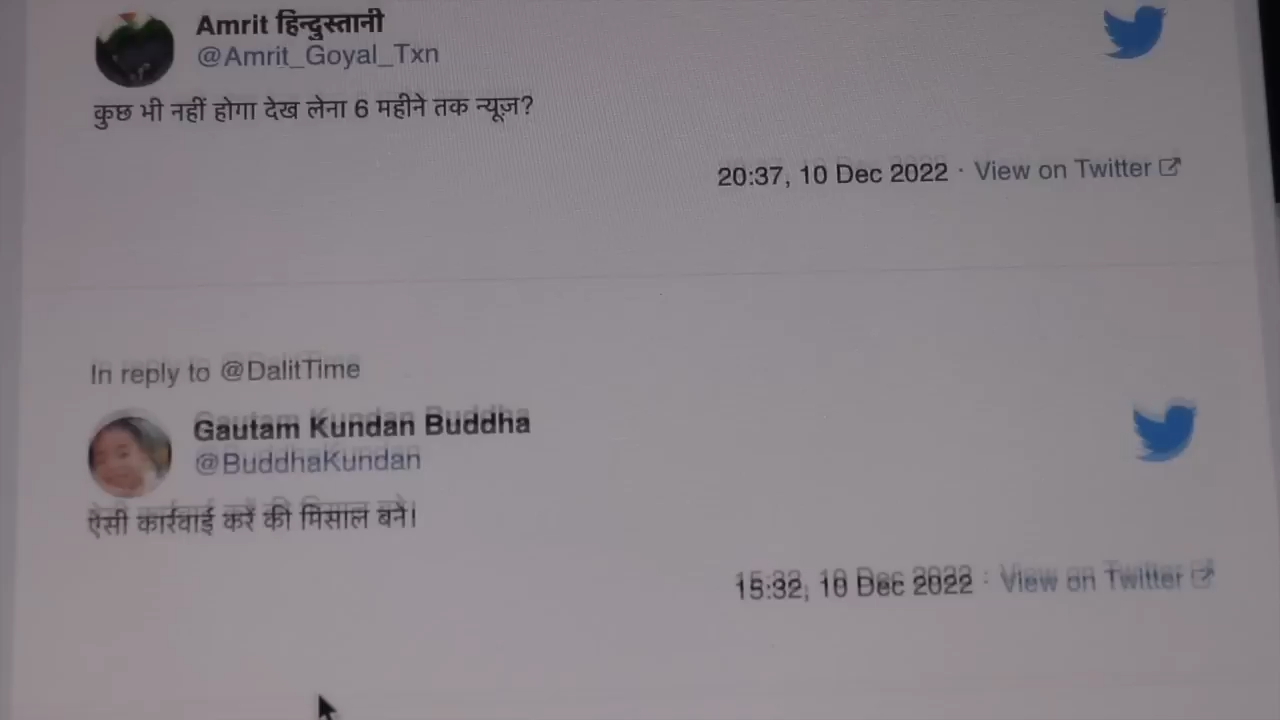 Amrit हिन्दुस्तानी
@Amrit_Goyal_Txn
कुछ भी नहीं होगा देख लेना 6 महीने तक न्यूज़?
20:37, 10 Dec 2022 · View on Twitter
In reply to @DalitTime
Gautam Kundan Buddha
@BuddhaKundan
ऐसी कार्रवाई करें की मिसाल बने।
15:32, 10 Dec 2022 · View on Twitter